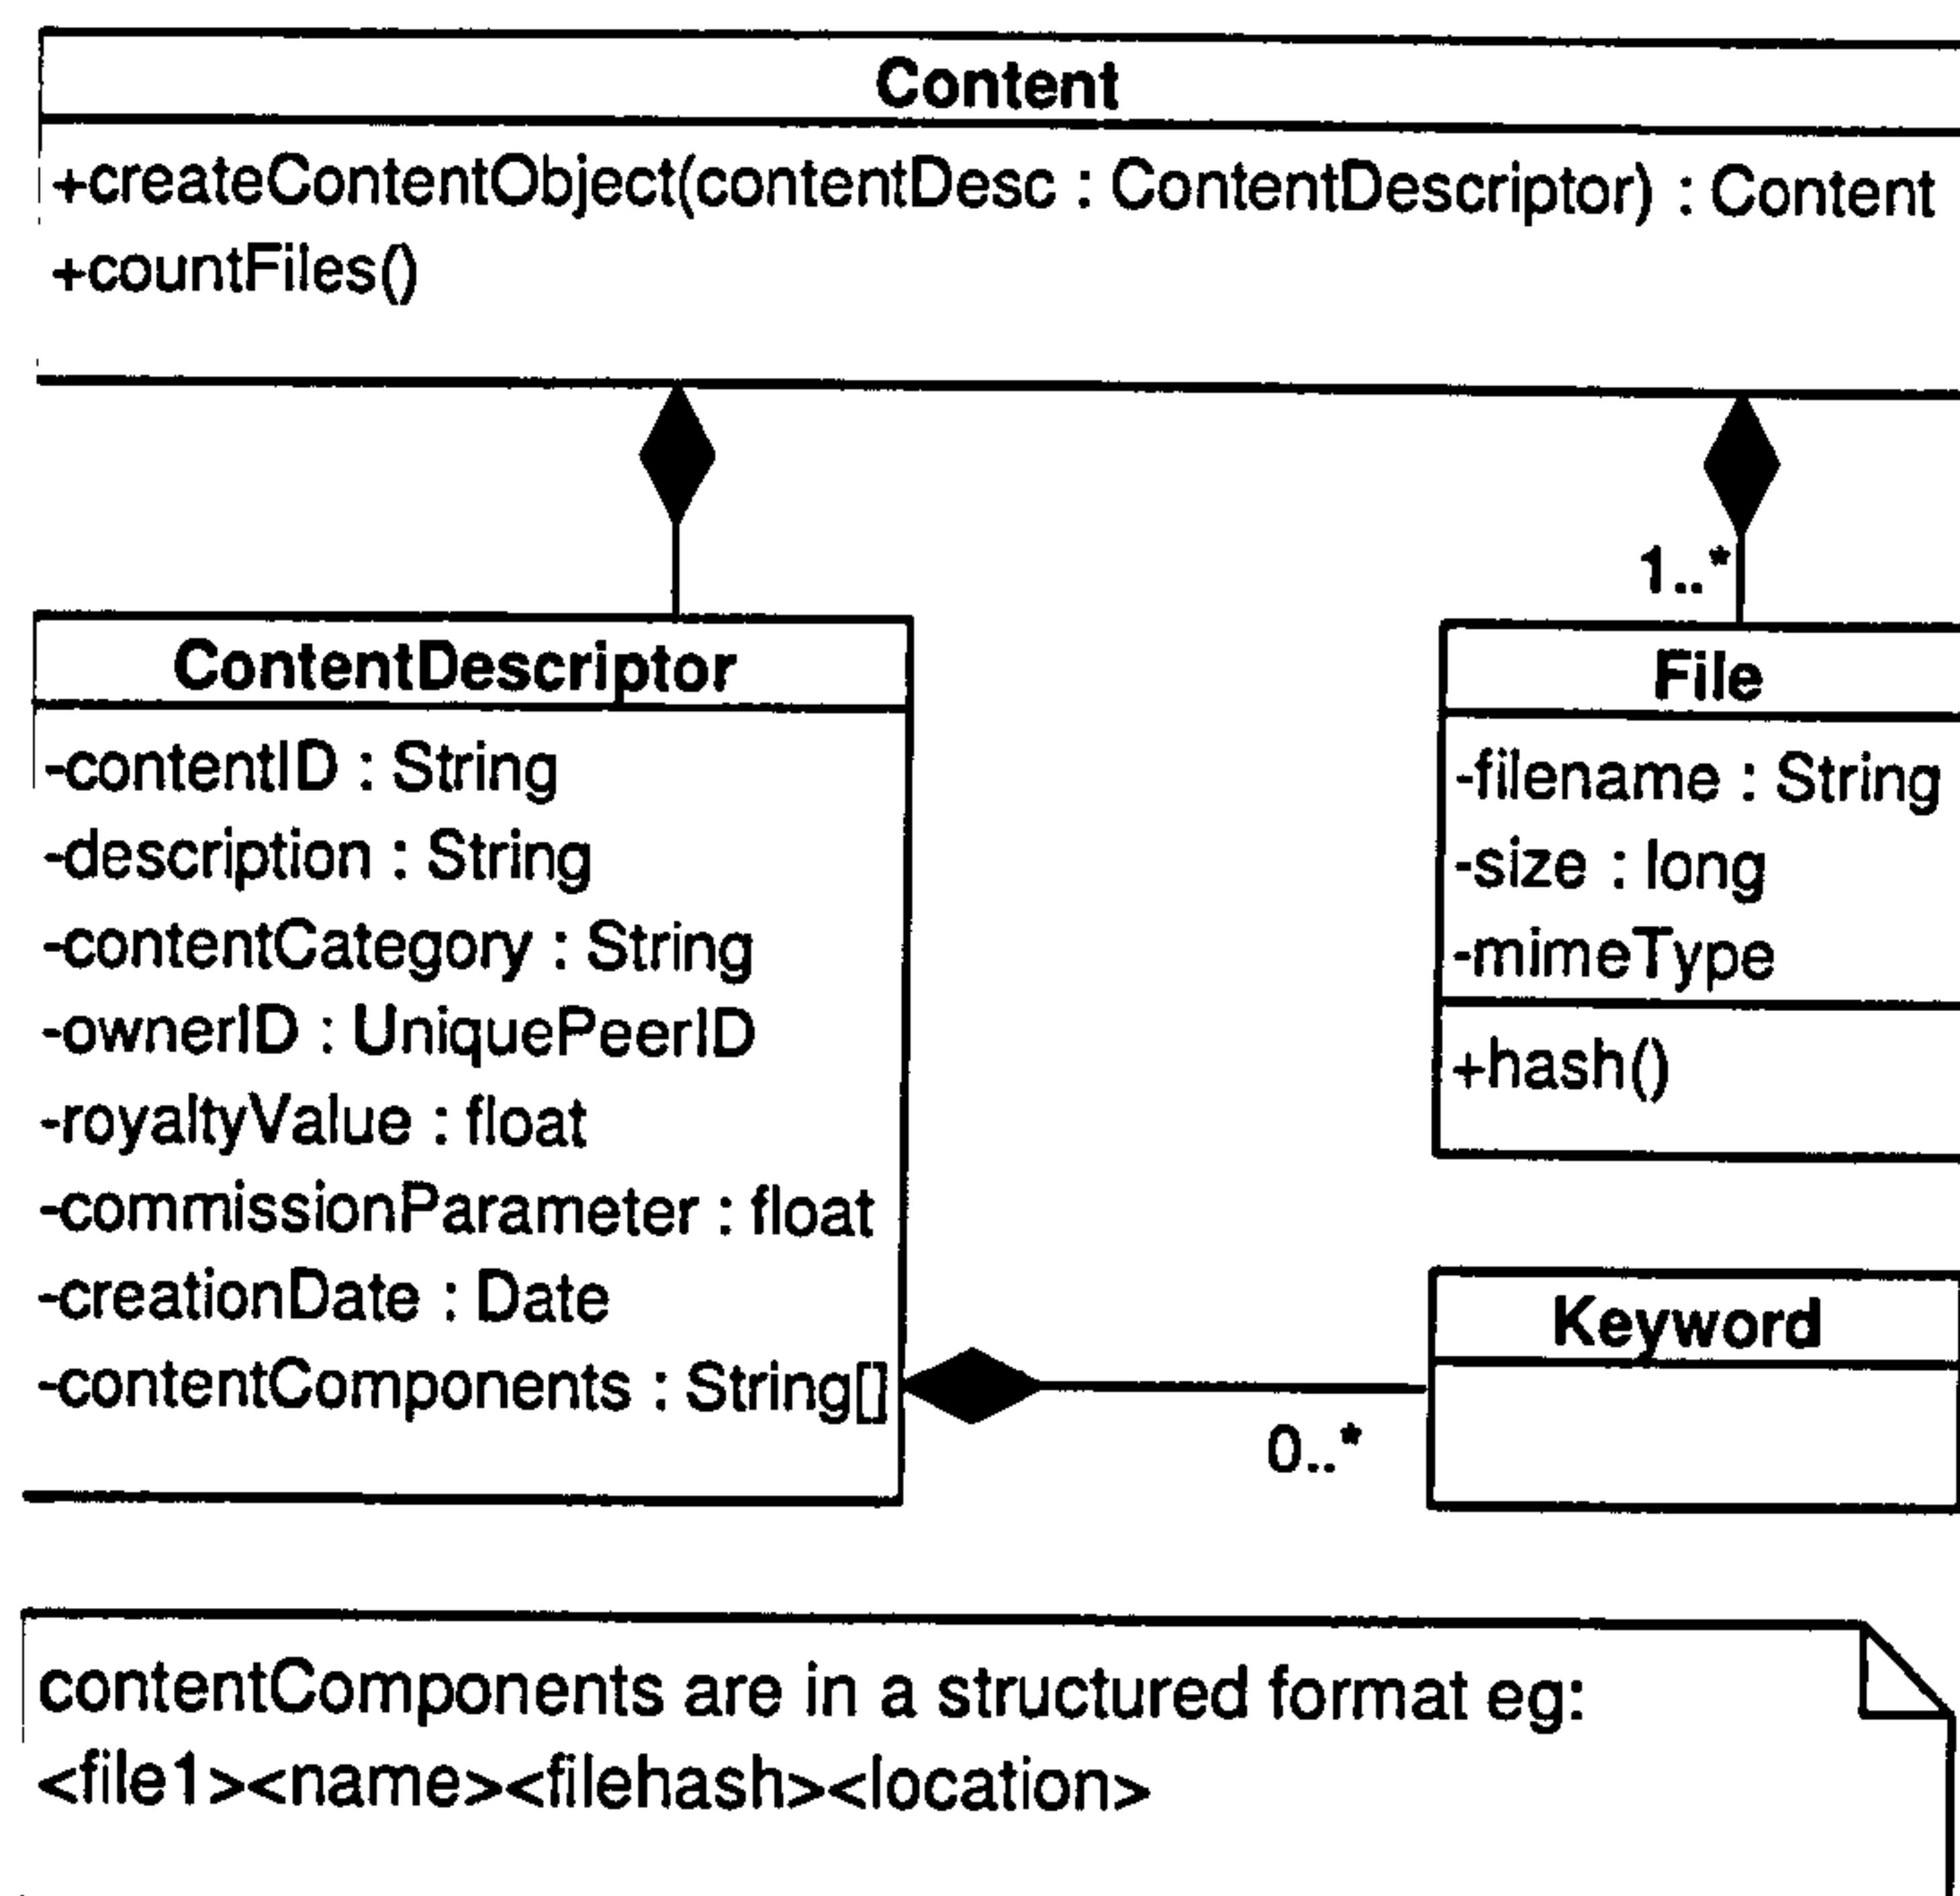 Content
+createContentObject(contentDesc : ContentDescriptor) : Content
+countFiles()
1..*
ContentDescriptor
-contentID : String
-description : String
-contentCategory : String
-ownerID : UniquePeerID
-royaltyValue : float
-commissionParameter : float
-creationDate : Date
-contentComponents : String[]
File
-filename : String
-size : long
-mimeType
+hash()
0..*
Keyword
contentComponents are in a structured format eg:
<file1><name><filehash><location>